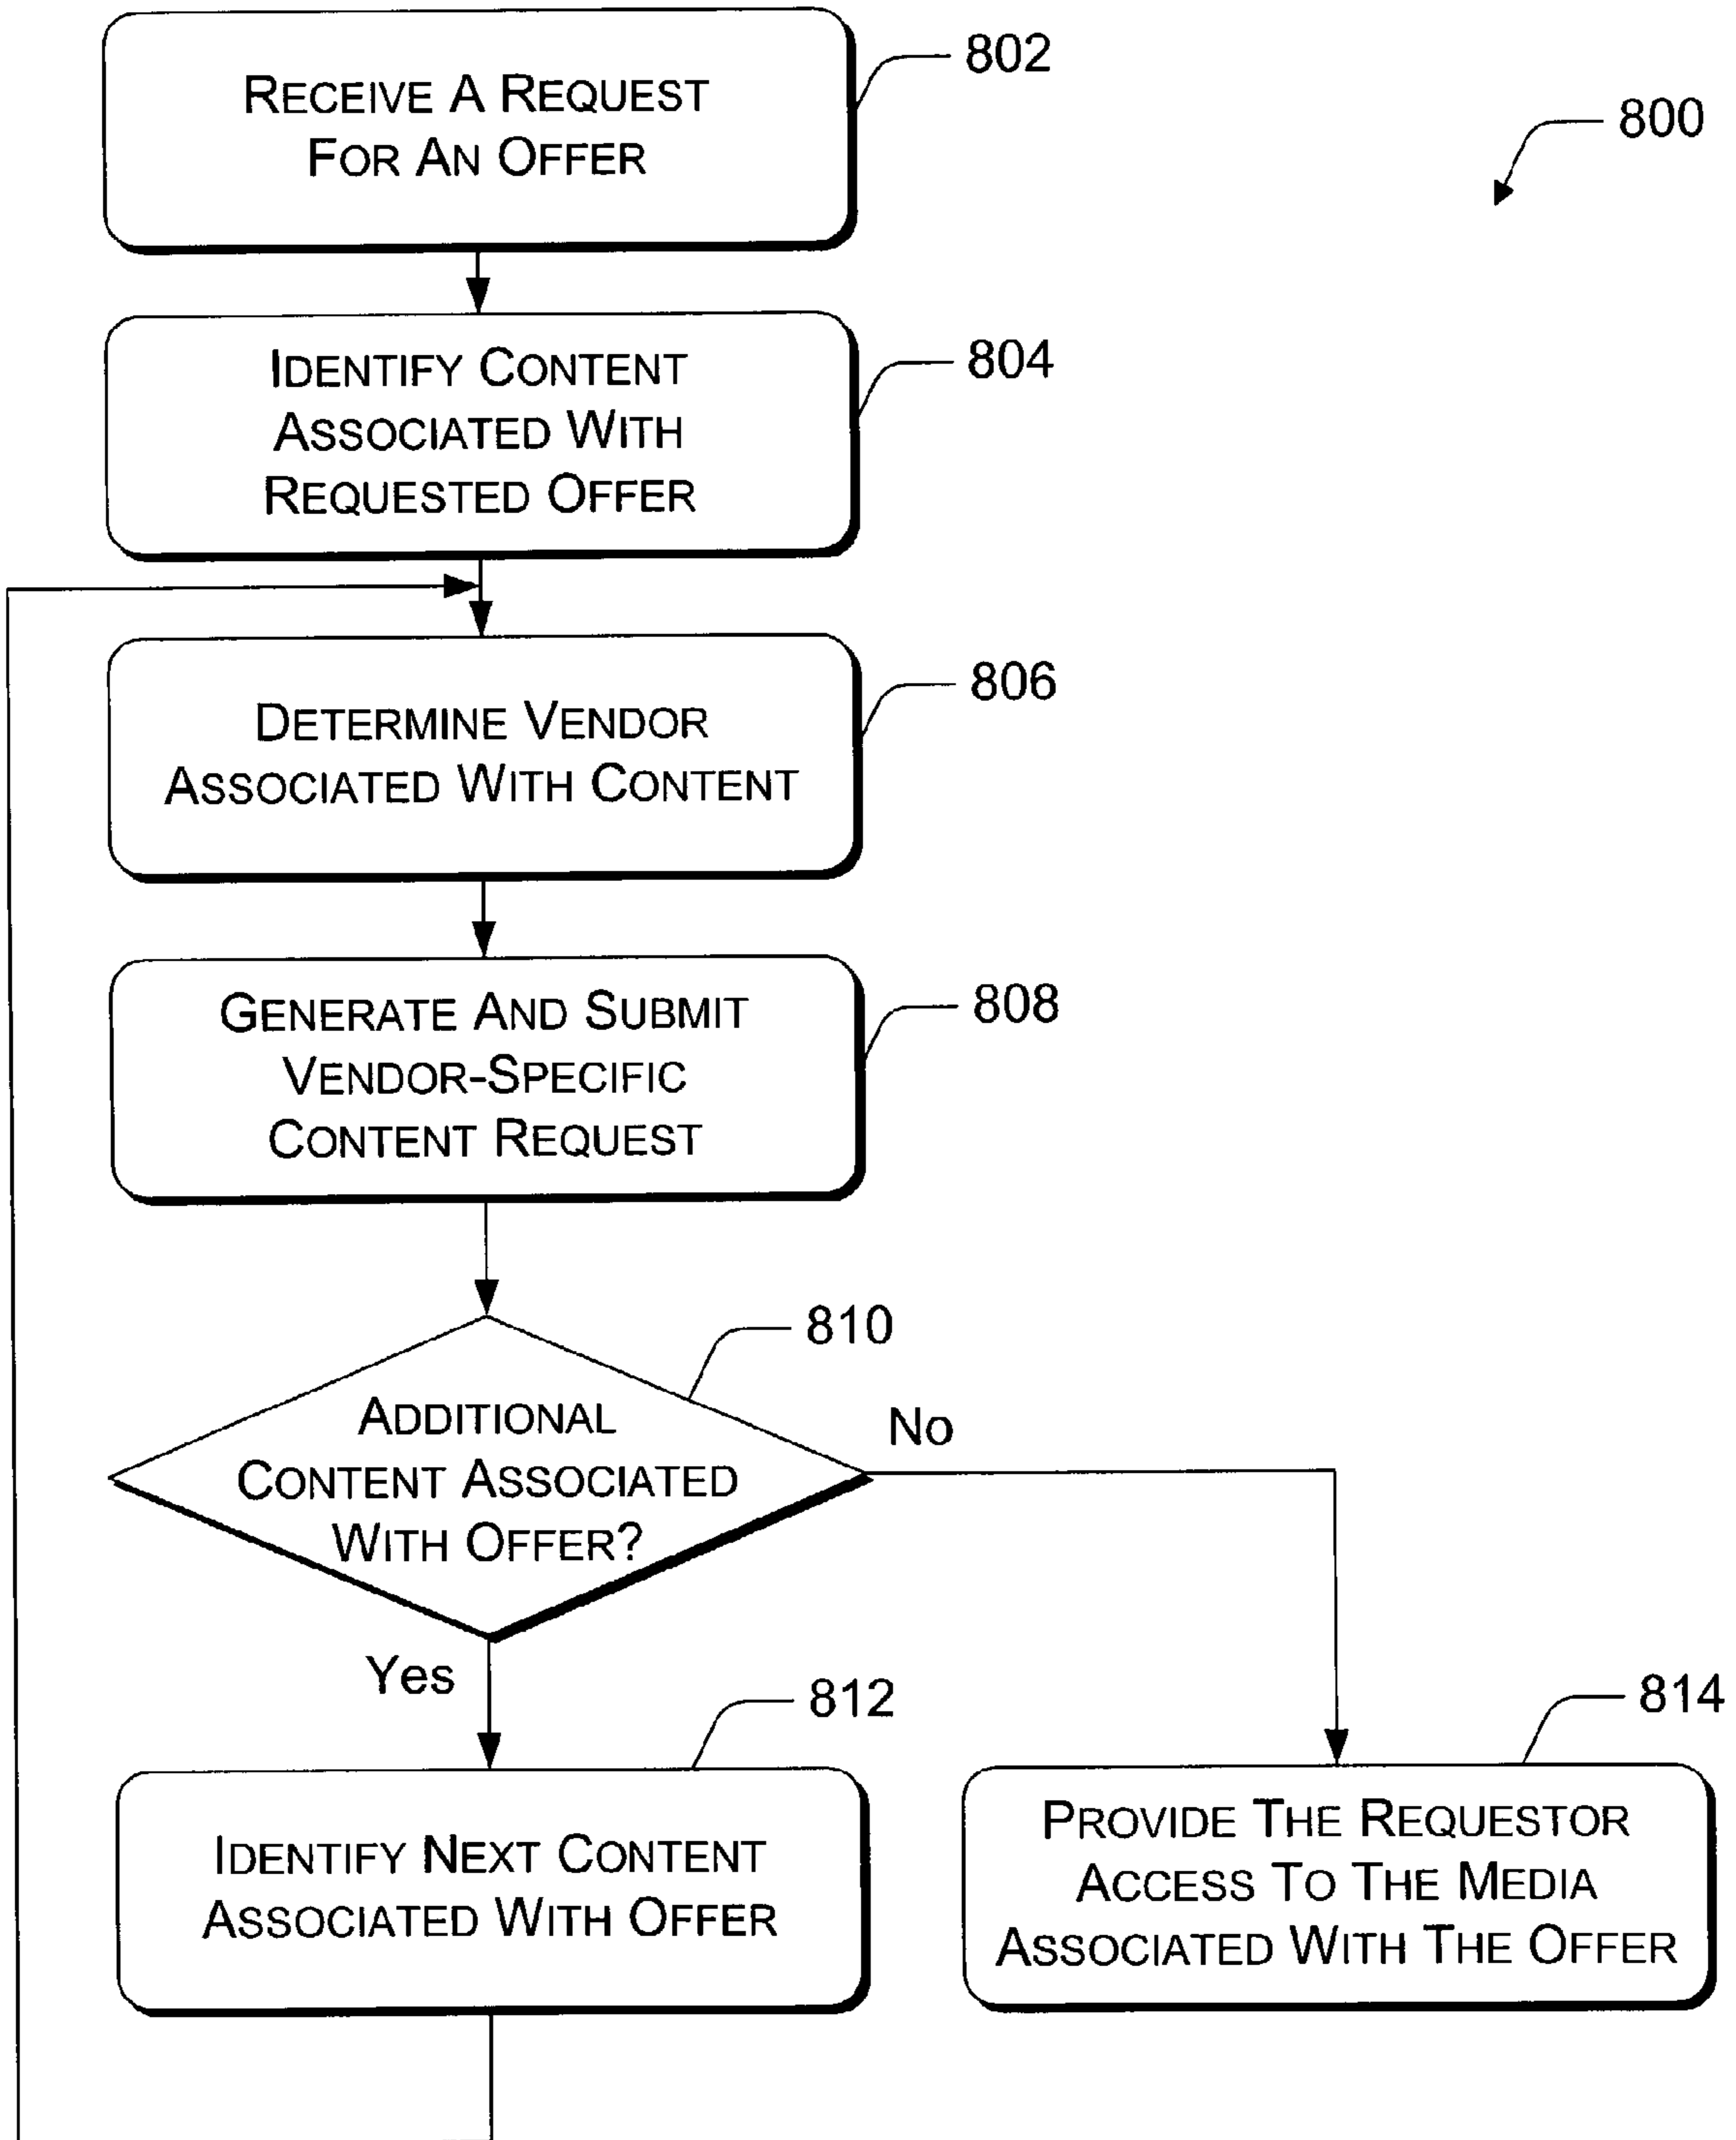 RECEIVE A REQUEST
FOR AN OFFER
802
800
IDENTIFY CONTENT
ASSOCIATED WITH
REQUESTED OFFER
804
DETERMINE VENDOR
ASSOCIATED WITH CONTENT
806
GENERATE AND SUBMIT
VENDOR-SPECIFIC
CONTENT REQUEST
808
ADDITIONAL
CONTENT ASSOCIATED
WITH OFFER?
810
No
Yes
812
IDENTIFY NEXT CONTENT
ASSOCIATED WITH OFFER
814
PROVIDE THE REQUESTOR
ACCESS TO THE MEDIA
ASSOCIATED WITH THE OFFER